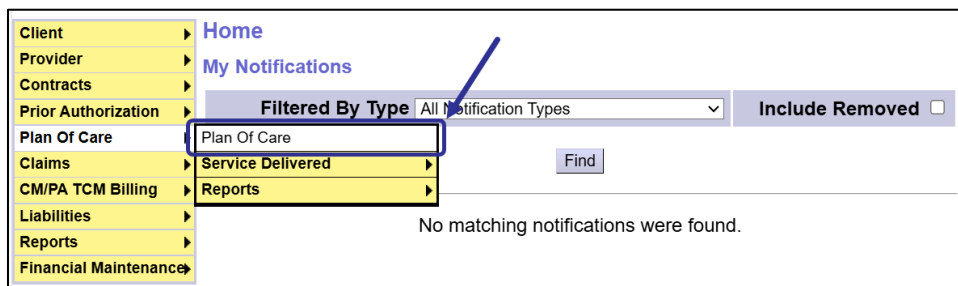 Client
Provider
Contracts
Prior Authorization
Plan Of Care
Claims
CM/PA TCM Billing
Liabilities
Reports
Financial Maintenance
Home
My Notifications
Filtered By Type All Notification Types Include Removed
Plan Of Care
Service Delivered
Reports
Find
No matching notifications were found.